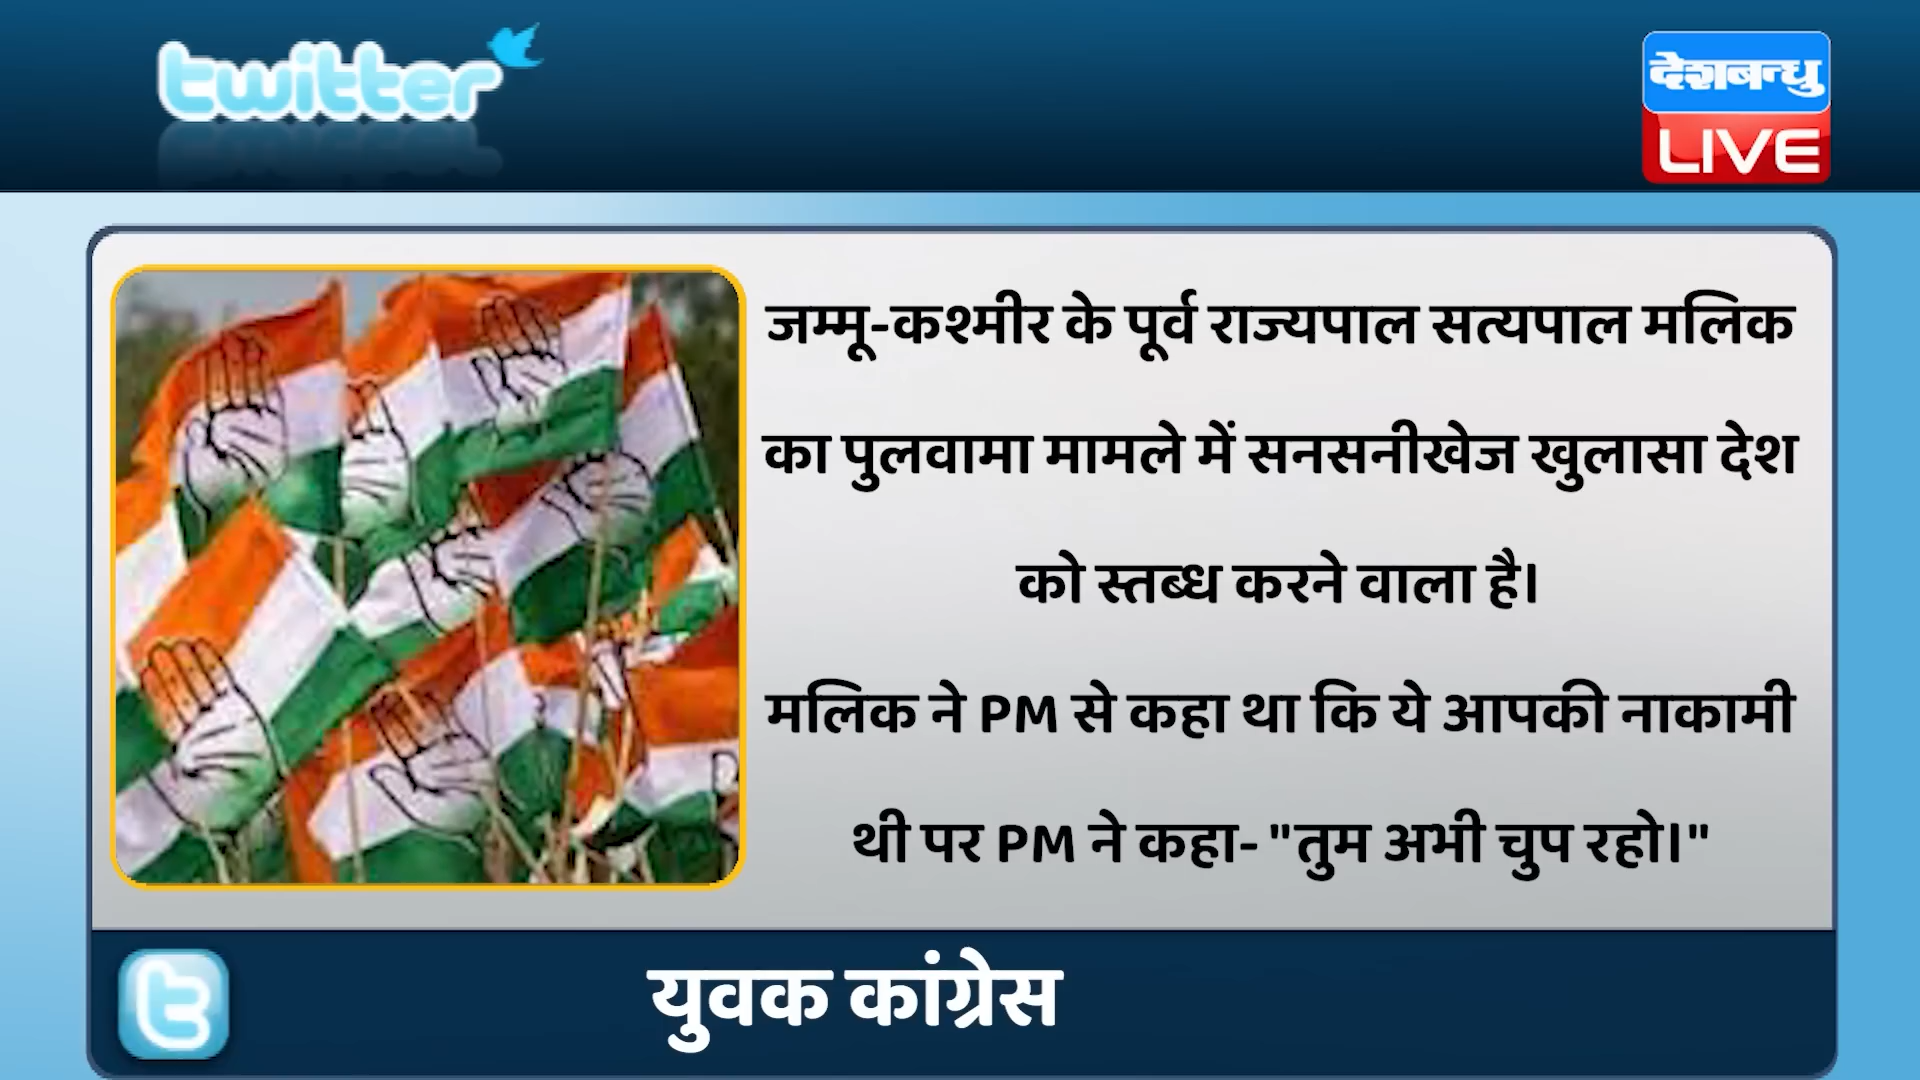 twitter
देशबन्धु
LIVE
जम्मू-कश्मीर के पूर्व राज्यपाल सत्यपाल मलिक
का पुलवामा मामले में सनसनीखेज खुलासा देश
को स्तब्ध करने वाला है।
मलिक ने PM से कहा था कि ये आपकी नाकामी
थी पर PM ने कहा- "तुम अभी चुप रहो।"
t
युवक कांग्रेस